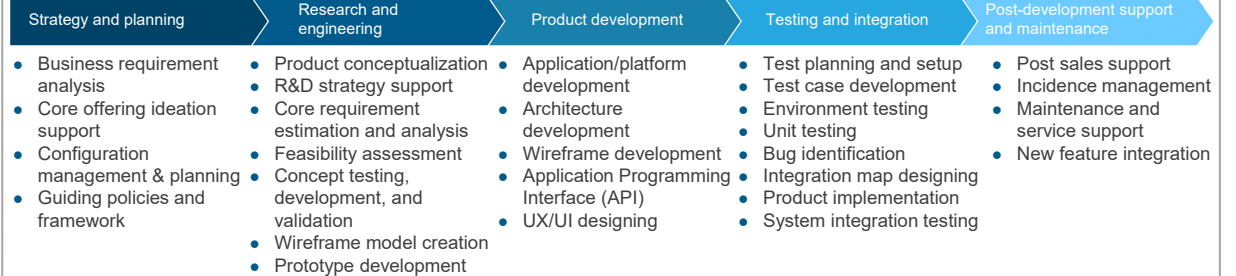 Strategy and planning
Research and
engineering
Product development
Testing and integration
Post-development support
and maintenance
● Business requirement
analysis
● Core offering ideation
support
● Configuration
management & planning
● Guiding policies and
framework
● Product conceptualization
● R&D strategy support
● Core requirement
estimation and analysis
● Feasibility assessment
● Concept testing,
development, and
validation
● Wireframe model creation
● Prototype development
● Application/platform
development
● Architecture
development
● Wireframe development
● Application Programming
Interface (API)
● UX/UI designing
● Test planning and setup
● Test case development
● Environment testing
● Unit testing
● Bug identification
● Integration map designing
● Product implementation
● System integration testing
● Post sales support
● Incidence management
● Maintenance and
service support
● New feature integration